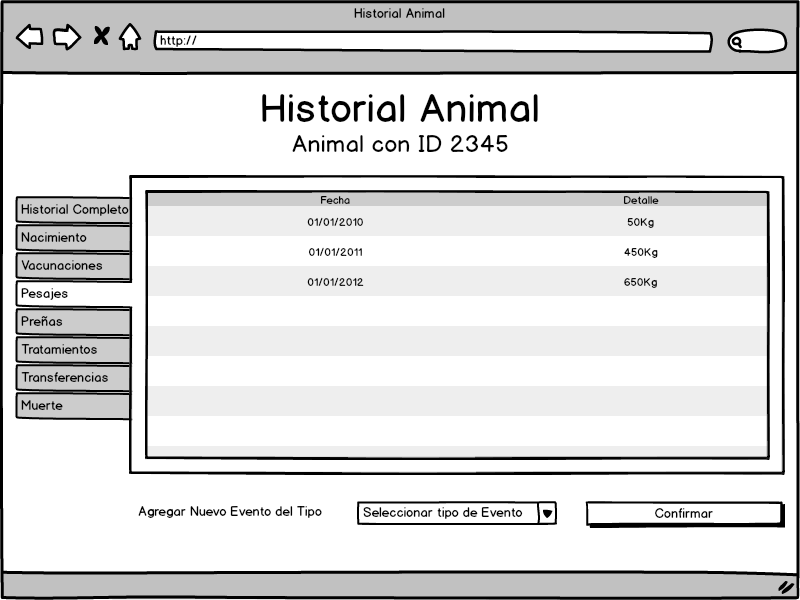 Historial Animal
http://
Historial Animal
Animal con ID 2345
Historial Completo
Nacimiento
Vacunaciones
Pesajes
Preñas
Tratamientos
Transferencias
Muerte
Fecha Detalle
01/01/2010 50Kg
01/01/2011 450Kg
01/01/2012 650Kg
Agregar Nuevo Evento del Tipo Seleccionar tipo de Evento Confirmar